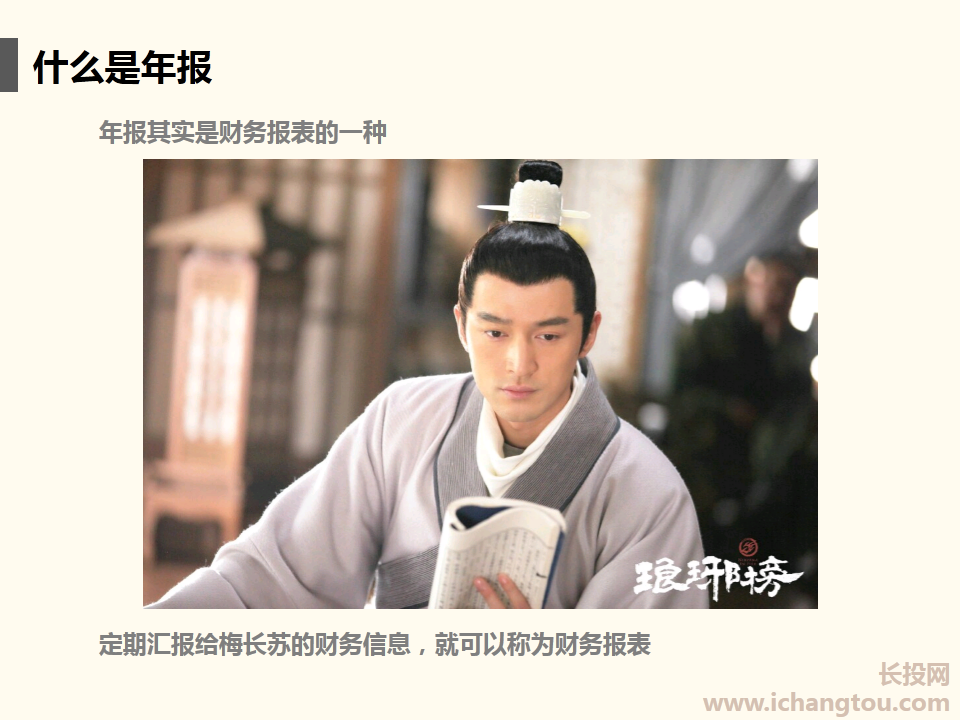 什么是年报
年报其实是财务报表的一种
琅琊榜
定期汇报给梅长苏的财务信息，就可以称为财务报表
长投网
www.ichangtou.com